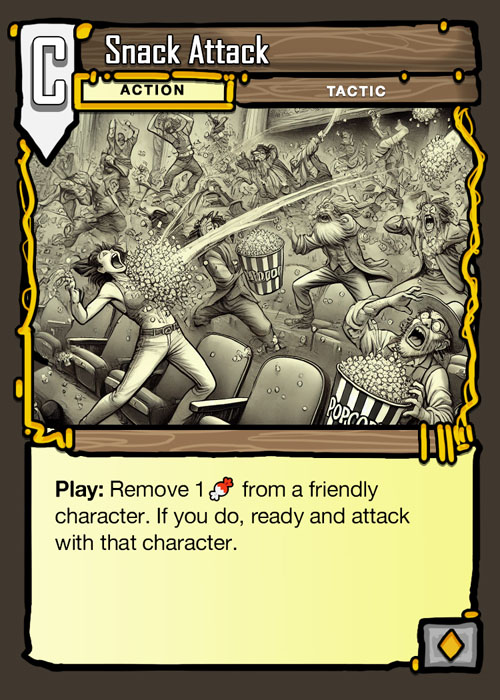 C
Snack Attack
ACTION
TACTIC
POPCORN
Play: Remove 1 from a friendly
character. If you do, ready and attack
with that character.